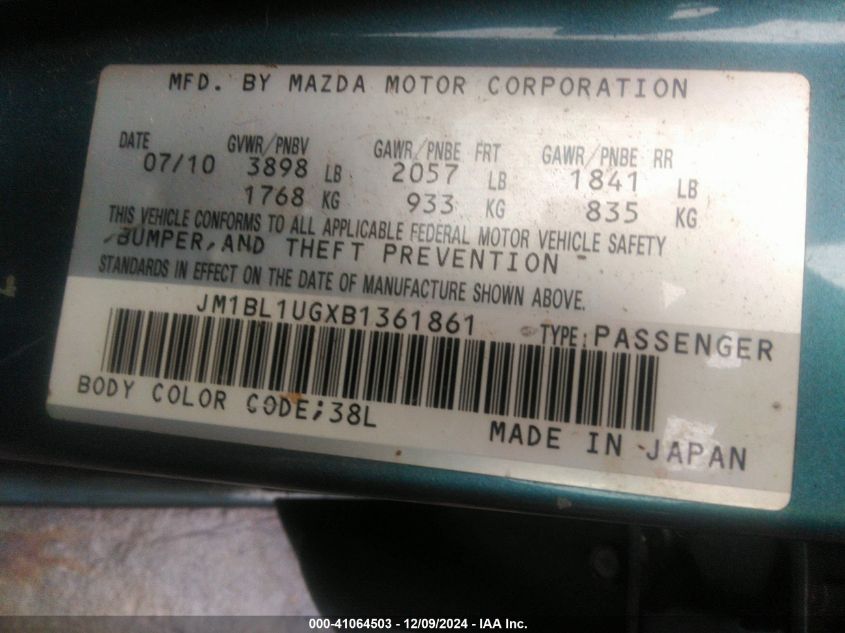 MFD. BY MAZDA MOTOR CORPORATION
DATE GVWR/PNBV GAWR/PNBE FRT GAWR/PNBE RR
07/10 3898 LB 2057 LB 1841 LB
1768 KG 933 KG 835 KG
THIS VEHICLE CONFORMS TO ALL APPLICABLE FEDERAL MOTOR VEHICLE SAFETY
,BUMPER,AND THEFT PREVENTION
STANDARDS IN EFFECT ON THE DATE OF MANUFACTURE SHOWN ABOVE.
JM1BL1UGXB1361861 TYPE:PASSENGER
BODY COLOR CODE;38L MADE IN JAPAN
000-41064503 - 12/09/2024 - IAA Inc.